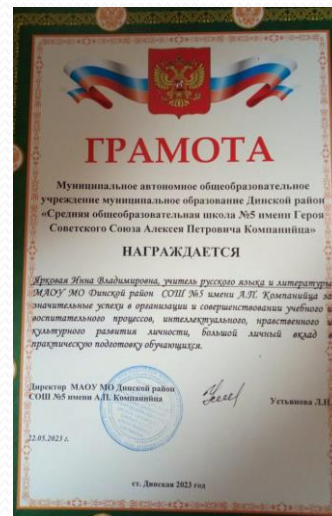 ГРАМОТА
Муниципальное автономное общеобразовательное
учреждение муниципальное образование Динской район
«Средняя общеобразовательная школа №5 имени Героя
Советского Союза Алексея Петровича Компанийца»
НАГРАЖДАЕТСЯ
Ярковая Инна Владимировна, учитель русского языка и литературы
МАОУ МО Динской район СОШ №5 имени А.П. Компанийца за
значительные успехи в организации и совершенствовании учебного и
воспитательного процессов, интеллектуального, нравственного и
культурного развития личности, большой личный вклад в
практическую подготовку обучающихся.
Директор МАОУ МО Динской район
СОШ №5 имени А.П. Компанийца
Устьянова Л.Н.
22.05.2023 г.
ст. Динская 2023 год